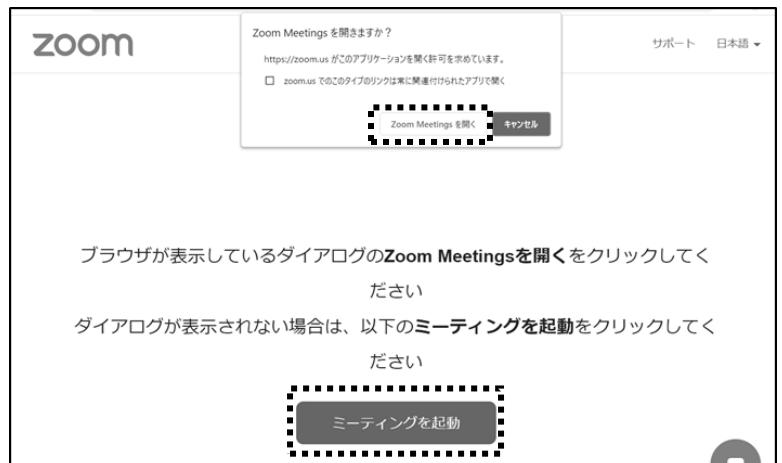 zoom
サポート 日本語
Zoom Meetings を開きますか?
https://zoom.us がこのアプリケーションを開く許可を求めています。
zoom.us でのこのタイプのリンクは常に関連付けられたアプリで開く
Zoom Meetings を開く キャンセル
ブラウザが表示しているダイアログのZoom Meetingsを開くをクリックしてく
ださい
ダイアログが表示されない場合は、以下のミーティングを起動をクリックしてく
ださい
ミーティングを起動